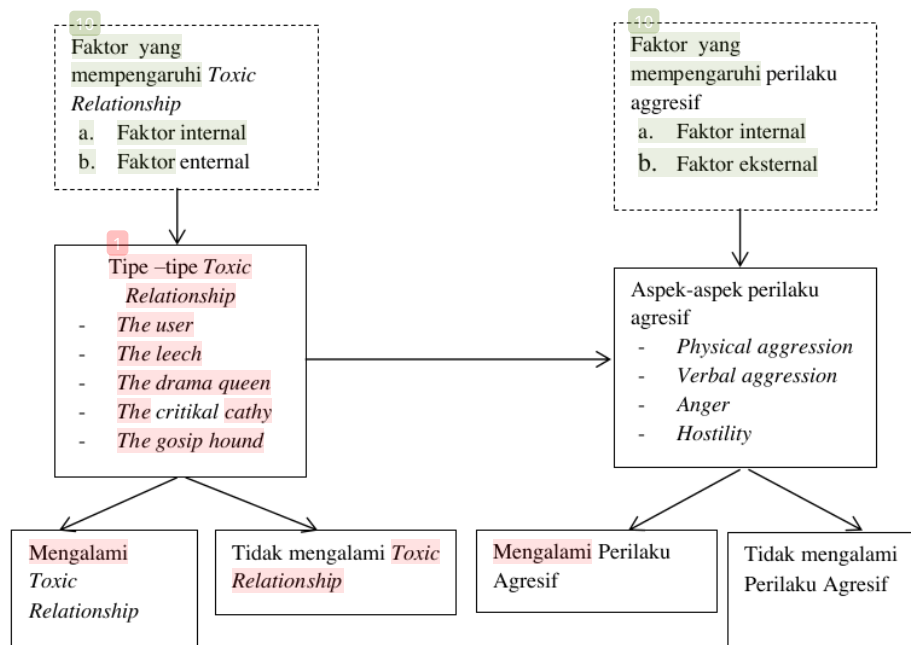 19
Faktor yang
mempengaruhi Toxic
Relationship
a. Faktor internal
b. Faktor enternal
19
Faktor yang
mempengaruhi perilaku
aggresif
a. Faktor internal
b. Faktor eksternal
1
Tipe –tipe Toxic
Relationship
- The user
- The leech
- The drama queen
- The critikal cathy
- The gosip hound
Aspek-aspek perilaku
agresif
- Physical aggression
- Verbal aggression
- Anger
- Hostility
Mengalami
Toxic
Relationship
Tidak mengalami Toxic
Relationship
Mengalami Perilaku
Agresif
Tidak mengalami
Perilaku Agresif